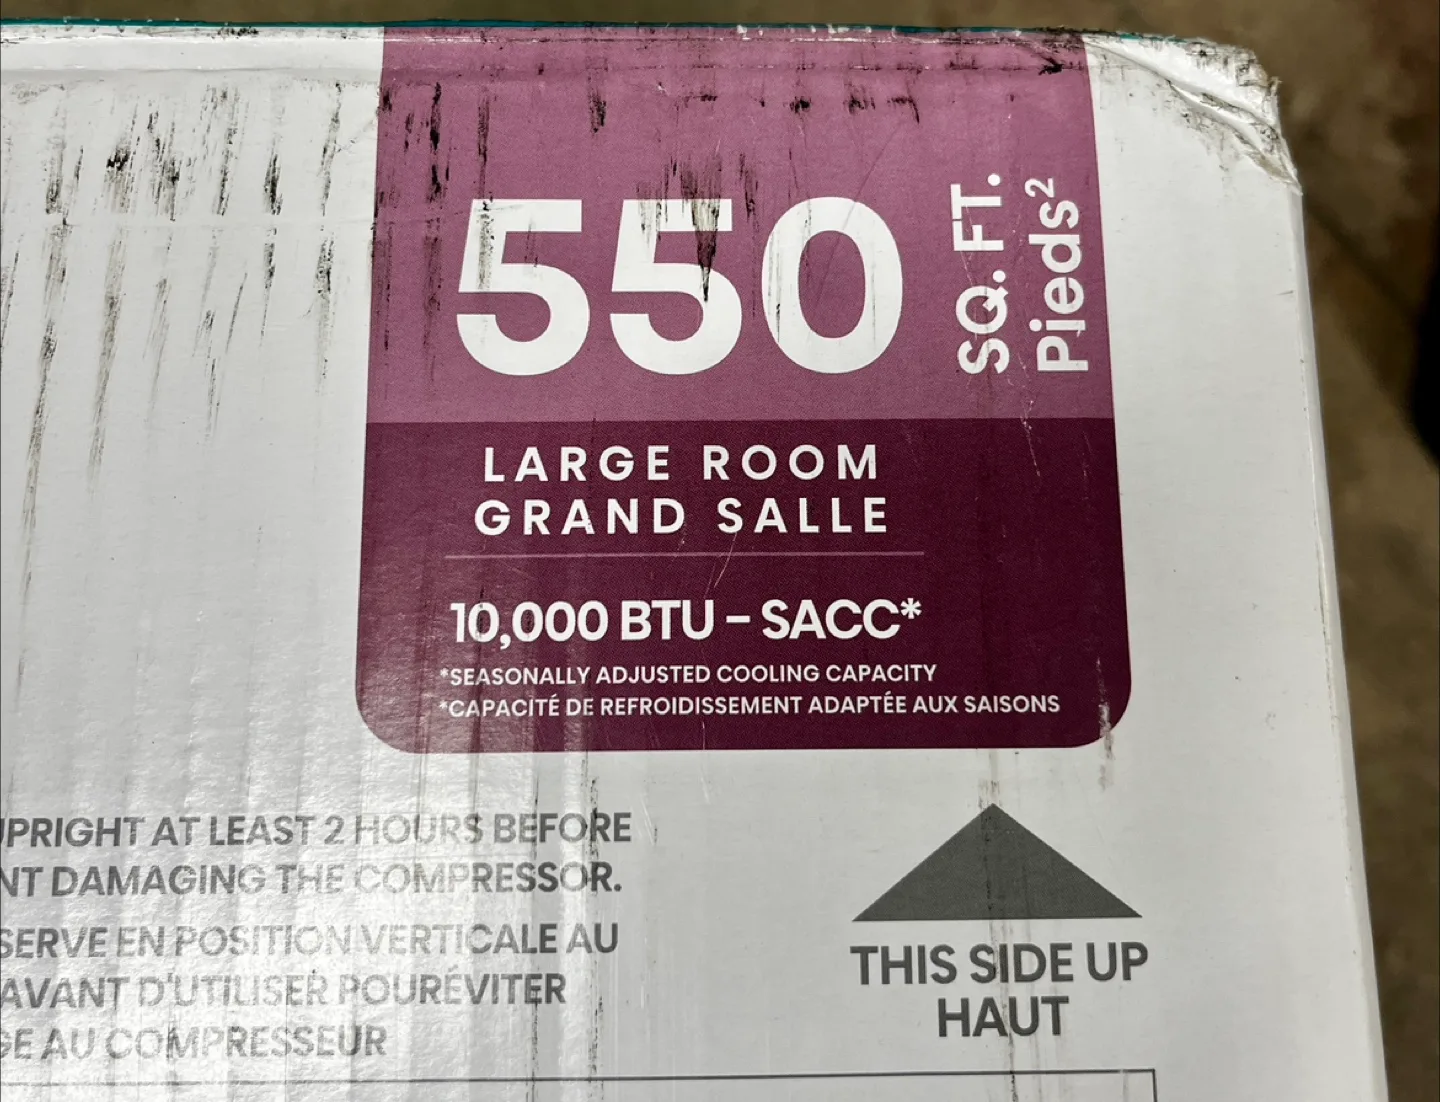 550
SQ. FT.
Pieds²
LARGE ROOM
GRAND SALLE
10,000 BTU – SACC*
*SEASONALLY ADJUSTED COOLING CAPACITY
*CAPACITÉ DE REFROIDISSEMENT ADAPTÉE AUX SAISONS
UPRIGHT AT LEAST 2 HOURS BEFORE
NT DAMAGING THE COMPRESSOR.
SERVE EN POSITION VERTICALE AU
AVANT D'UTILISER POURÉVITER
GE AU COMPRESSEUR
THIS SIDE UP
HAUT